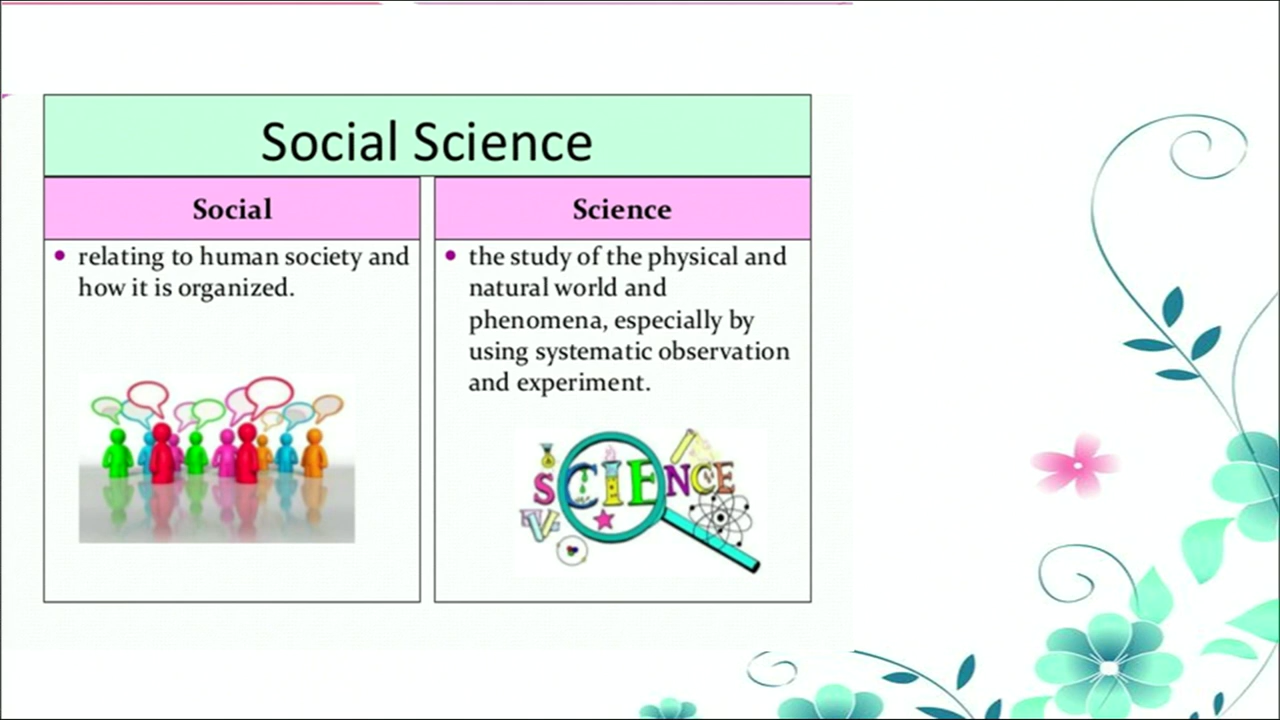 Social Science
Social
relating to human society and
how it is organized.
Science
the study of the physical and
natural world and
phenomena, especially by
using systematic observation
and experiment.
SCIENCE